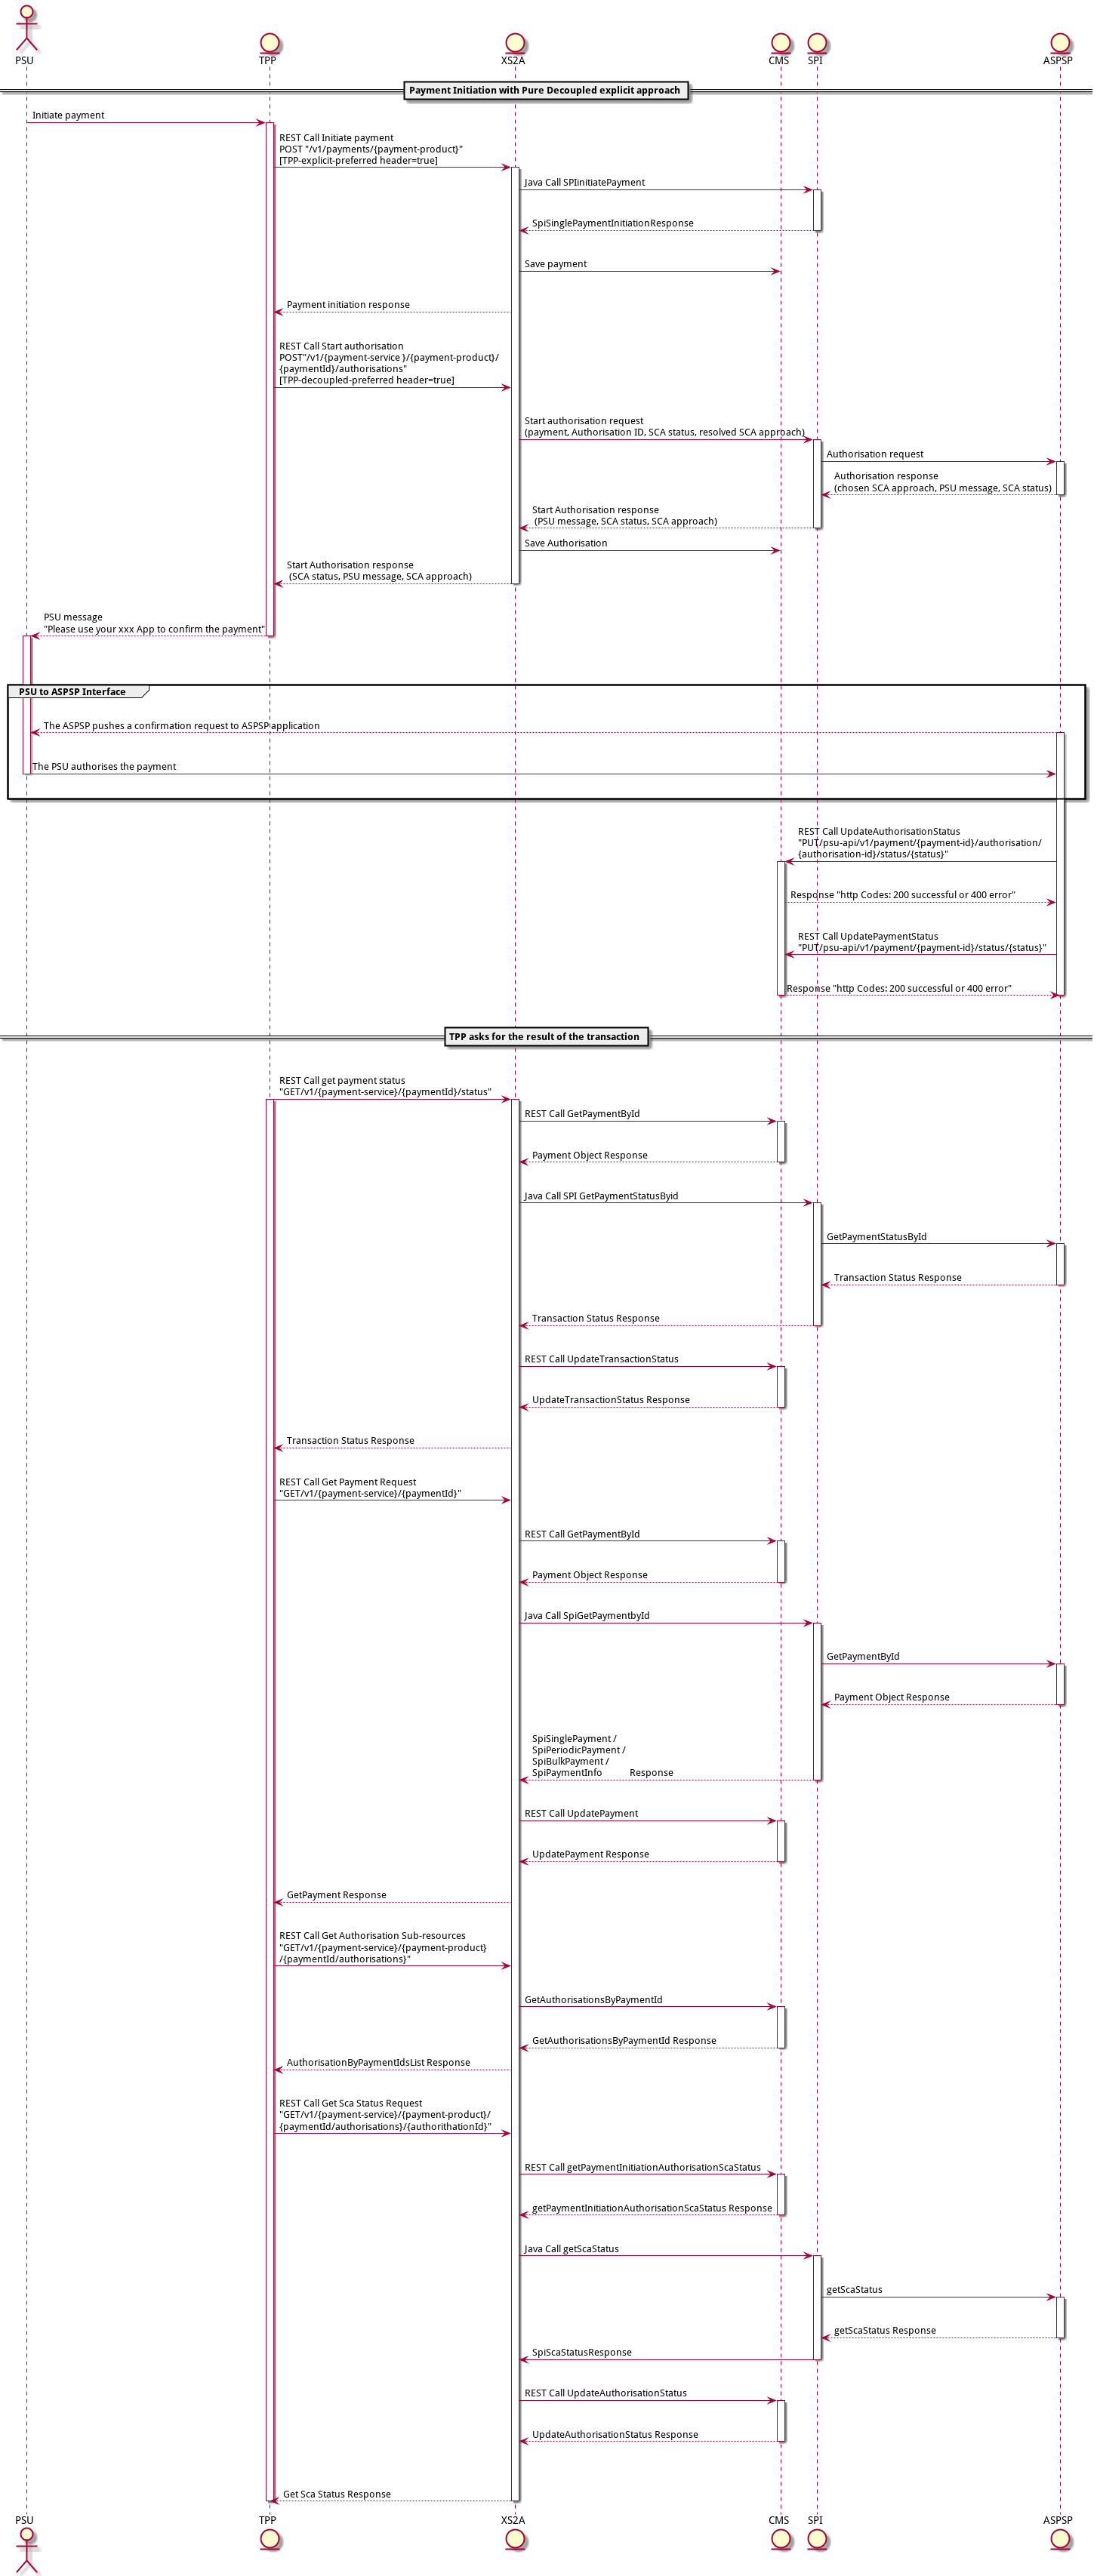 PSU
TPP
XS2A
CMS
SPI
ASPSP
Payment Initiation with Pure Decoupled explicit approach
Initiate payment
REST Call Initiate payment
POST "/v1/payments/{payment-product}"
[TPP-explicit-preferred header=true]
Java Call SPIinitiatePayment
SpiSinglePaymentInitiationResponse
Save payment
Payment initiation response
REST Call Start authorisation
POST"/v1/{payment-service }/{payment-product}/
{paymentId}/authorisations"
[TPP-decoupled-preferred header=true]
Start authorisation request
(payment, Authorisation ID, SCA status, resolved SCA approach)
Authorisation request
Authorisation response
(chosen SCA approach, PSU message, SCA status)
Start Authorisation response
(PSU message, SCA status, SCA approach)
Save Authorisation
Start Authorisation response
(SCA status, PSU message, SCA approach)
PSU message
"Please use your xxx App to confirm the payment"
PSU to ASPSP Interface
The ASPSP pushes a confirmation request to ASPSP application
The PSU authorises the payment
REST Call UpdateAuthorisationStatus
"PUT/psu-api/v1/payment/{payment-id}/authorisation/
{authorisation-id}/status/{status}"
Response "http Codes: 200 successful or 400 error"
REST Call UpdatePaymentStatus
"PUT/psu-api/v1/payment/{payment-id}/status/{status}"
Response "http Codes: 200 successful or 400 error"
TPP asks for the result of the transaction
REST Call get payment status
"GET/v1/{payment-service}/{paymentId}/status"
REST Call GetPaymentById
Payment Object Response
Java Call SPI GetPaymentStatusByid
GetPaymentStatusById
Transaction Status Response
Transaction Status Response
REST Call UpdateTransactionStatus
UpdateTransactionStatus Response
Transaction Status Response
REST Call Get Payment Request
"GET/v1/{payment-service}/{paymentId}"
REST Call GetPaymentById
Payment Object Response
Java Call SpiGetPaymentbyId
GetPaymentById
Payment Object Response
SpiSinglePayment /
SpiPeriodicPayment /
SpiBulkPayment /
SpiPaymentInfo Response
REST Call UpdatePayment
UpdatePayment Response
GetPayment Response
REST Call Get Authorisation Sub-resources
"GET/v1/{payment-service}/{payment-product}
/{paymentId/authorisations}"
GetAuthorisationsByPaymentId
GetAuthorisationsByPaymentId Response
AuthorisationByPaymentIdsList Response
REST Call Get Sca Status Request
"GET/v1/{payment-service}/{payment-product}/
{paymentId/authorisations}/{authorithationId}"
REST Call getPaymentInitiationAuthorisationScaStatus
getPaymentInitiationAuthorisationScaStatus Response
Java Call getScaStatus
getScaStatus
getScaStatus Response
SpiScaStatusResponse
REST Call UpdateAuthorisationStatus
UpdateAuthorisationStatus Response
Get Sca Status Response
PSU
TPP
XS2A
CMS
SPI
ASPSP